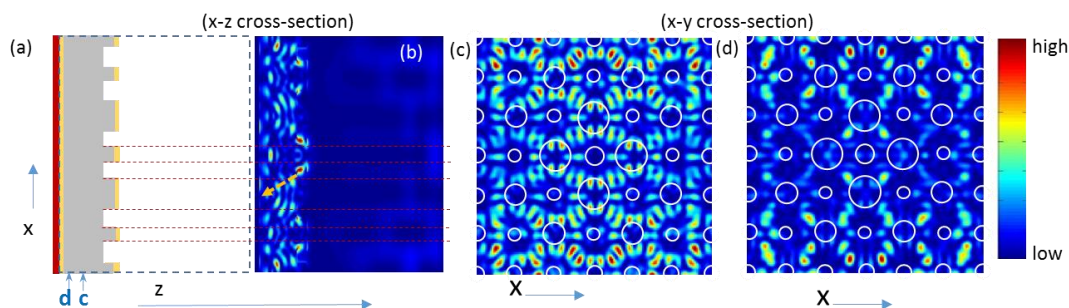 (x-z cross-section)
(x-y cross-section)
(a)
(b)
(c)
(d)
high
low
x
d
c
z
X
X